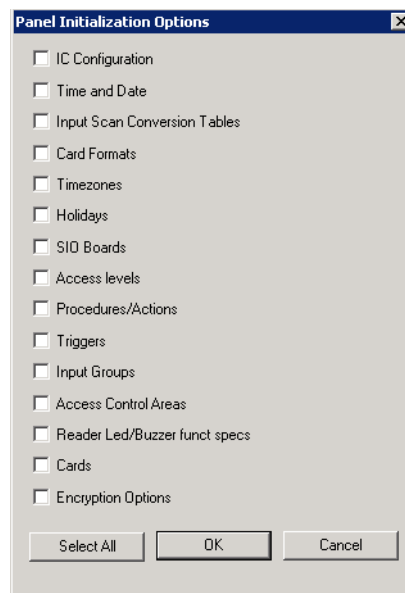 Panel Initialization Options
IC Configuration
Time and Date
Input Scan Conversion Tables
Card Formats
Timezones
Holidays
SIO Boards
Access levels
Procedures/Actions
Triggers
Input Groups
Access Control Areas
Reader Led/Buzzer funct specs
Cards
Encryption Options
Select All OK Cancel